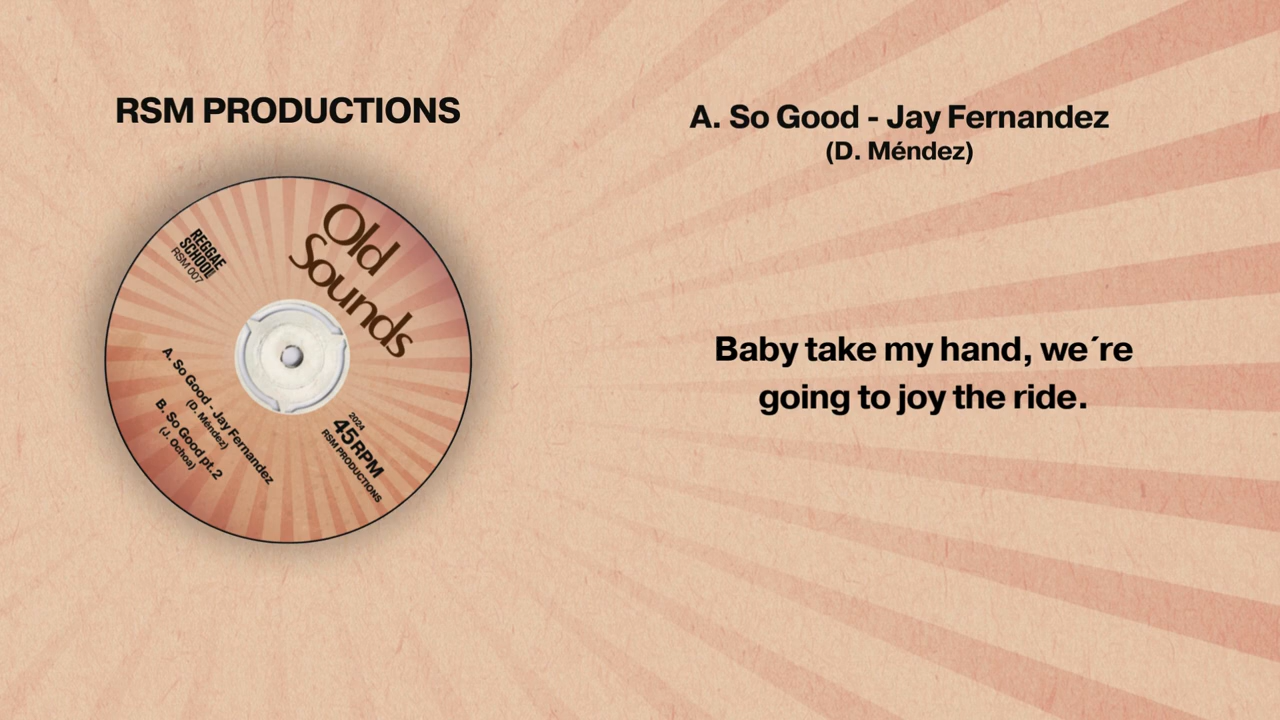 RSM PRODUCTIONS
Old
Sounds
REGGAE
SCHOOL
RSM 007
A. So Good - Jay Fernandez
(D. Méndez)
B. So Good pt.2
(J. Ochoa)
2024
45RPM
RSM PRODUCTIONS
A. So Good - Jay Fernandez
(D. Méndez)
Baby take my hand, we´re
going to joy the ride.